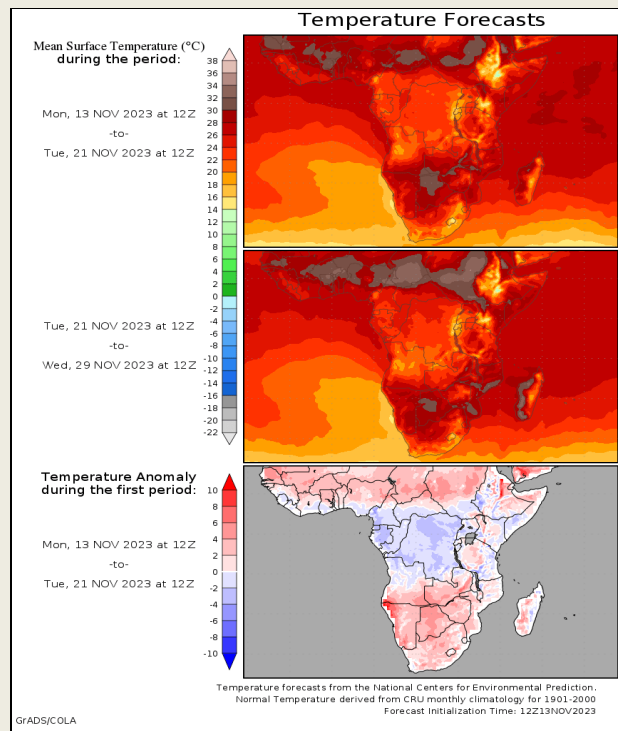 Temperature Forecasts
Mean Surface Temperature (°C)
during the period:
38
36
34
32
30
28
26
24
22
20
18
16
14
12
10
8
6
4
2
0
-2
-4
-6
-8
-10
-12
-14
-16
-18
-20
-22
Mon, 13 NOV 2023 at 12Z
-to-
Tue, 21 NOV 2023 at 12Z
Tue, 21 NOV 2023 at 12Z
-to-
Wed, 29 NOV 2023 at 12Z
Temperature Anomaly
during the first period:
10
8
6
4
2
0
-2
-4
-6
-8
-10
Mon, 13 NOV 2023 at 12Z
-to-
Tue, 21 NOV 2023 at 12Z
Temperature forecasts from the National Centers for Environmental Prediction.
Normal Temperature derived from CRU monthly climatology for 1901-2000
Forecast Initialization Time: 12Z13NOV2023
GrADS/COLA